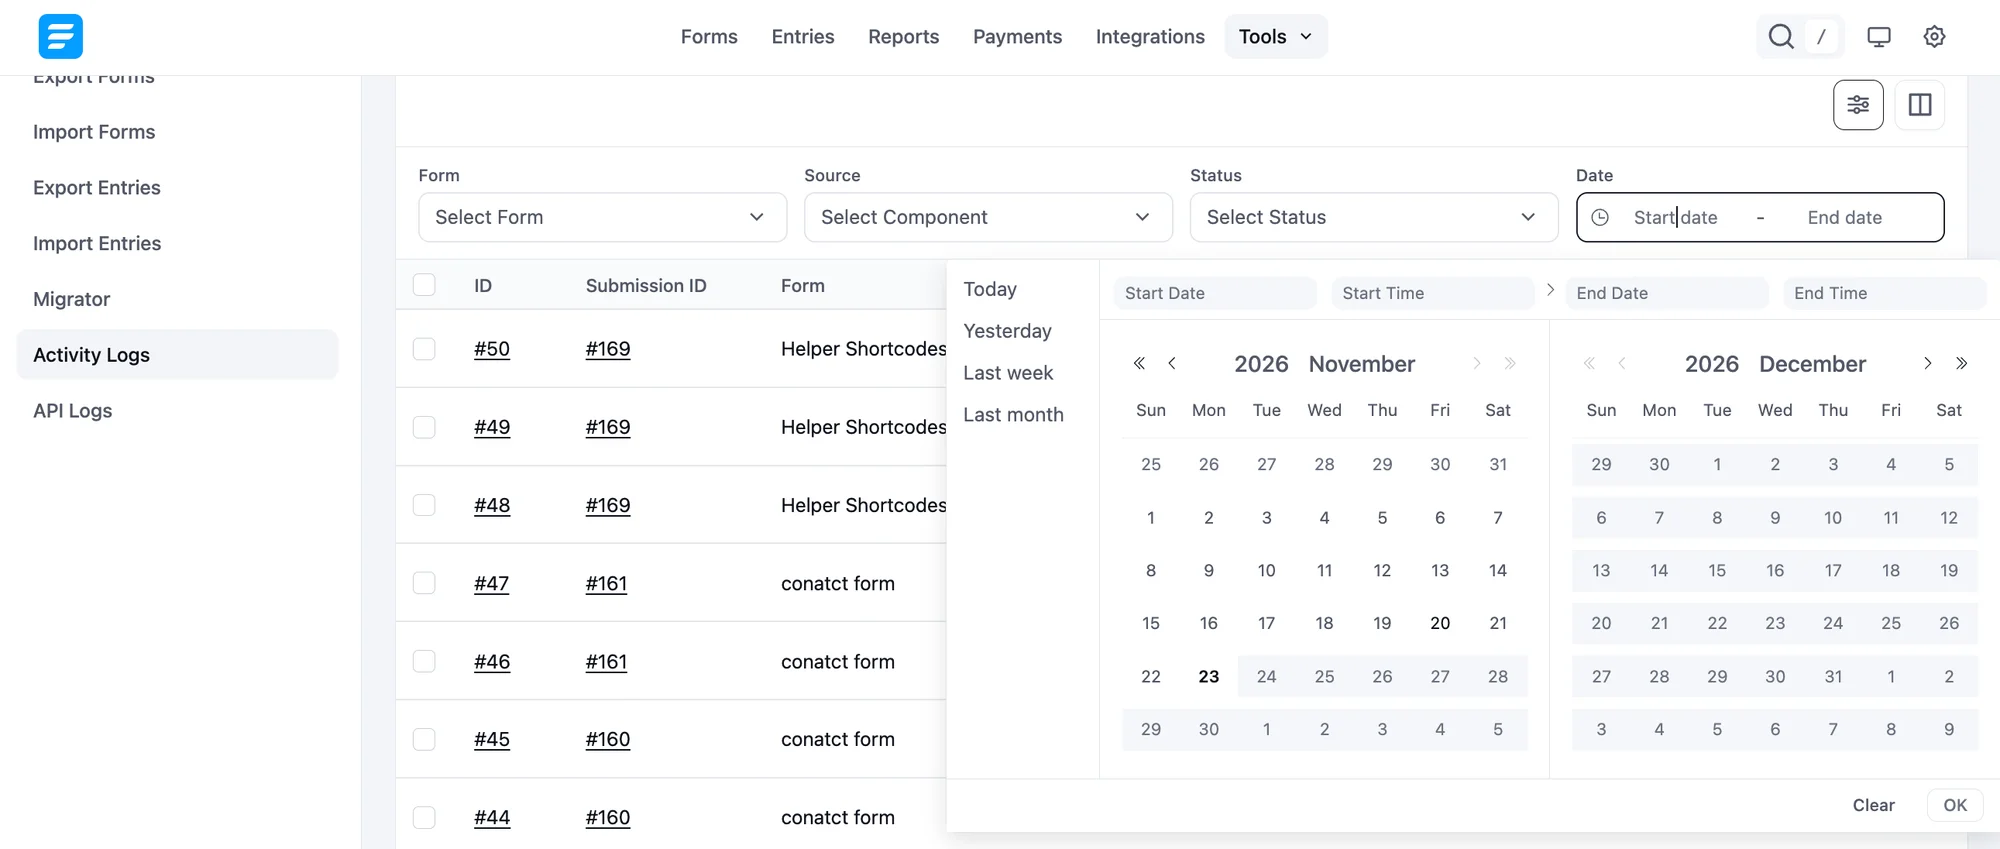 Forms Entries Reports Payments Integrations Tools /
Export Forms
Import Forms
Export Entries
Import Entries
Migrator
Activity Logs
API Logs
Form Source Status Date
Select Form Select Component Select Status Start date - End date
ID Submission ID Form
#50 #169 Helper Shortcodes
#49 #169 Helper Shortcodes
#48 #169 Helper Shortcodes
#47 #161 conatct form
#46 #161 conatct form
#45 #160 conatct form
#44 #160 conatct form
Today
Yesterday
Last week
Last month
Start Date Start Time > End Date End Time
2026 November
Sun Mon Tue Wed Thu Fri Sat
25 26 27 28 29 30 31
1 2 3 4 5 6 7
8 9 10 11 12 13 14
15 16 17 18 19 20 21
22 23 24 25 26 27 28
29 30 1 2 3 4 5
2026 December
Sun Mon Tue Wed Thu Fri Sat
29 30 1 2 3 4 5
6 7 8 9 10 11 12
13 14 15 16 17 18 19
20 21 22 23 24 25 26
27 28 29 30 31 1 2
3 4 5 6 7 8 9
Clear OK